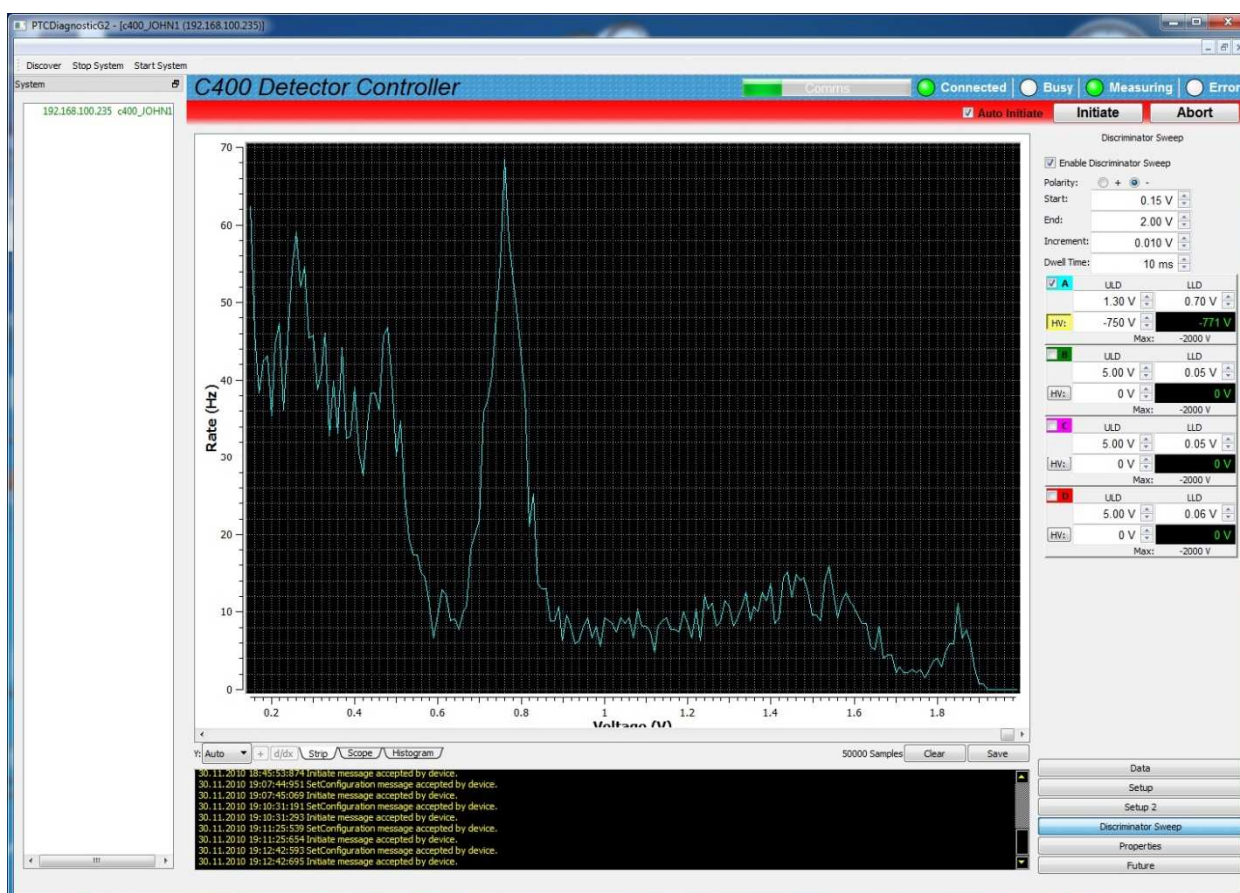 PTCDiagnosticG2 - [c400_JOHN1 (192.168.100.235)]
Discover Stop System Start System
System
192.168.100.235 c400_JOHN1
C400 Detector Controller
Comms
Connected
Busy
Measuring
Error
Auto Initiate
Initiate
Abort
70
60
50
40
30
20
10
0
Rate (Hz)
0.2 0.4 0.6 0.8 1 1.2 1.4 1.6 1.8
Voltage (V)
Discriminator Sweep
Enable Discriminator Sweep
Polarity: + -
Start: 0.15 V
End: 2.00 V
Increment: 0.010 V
Dwell Time: 10 ms
A ULD LLD
1.30 V 0.70 V
HV: -750 V -771 V
Max: -2000 V
B ULD LLD
5.00 V 0.05 V
HV: 0 V 0 V
Max: -2000 V
C ULD LLD
5.00 V 0.05 V
HV: 0 V 0 V
Max: -2000 V
D ULD LLD
5.00 V 0.06 V
HV: 0 V 0 V
Max: -2000 V
Y: Auto + d/dx Strip Scope Histogram
50000 Samples Clear Save
30.11.2010 18:45:53:874 Initiate message accepted by device.
30.11.2010 19:07:44:951 SetConfiguration message accepted by device.
30.11.2010 19:07:45:069 Initiate message accepted by device.
30.11.2010 19:10:31:191 SetConfiguration message accepted by device.
30.11.2010 19:10:31:293 Initiate message accepted by device.
30.11.2010 19:11:25:539 SetConfiguration message accepted by device.
30.11.2010 19:11:25:654 Initiate message accepted by device.
30.11.2010 19:12:42:593 SetConfiguration message accepted by device.
30.11.2010 19:12:42:695 Initiate message accepted by device.
Data
Setup
Setup 2
Discriminator Sweep
Properties
Future